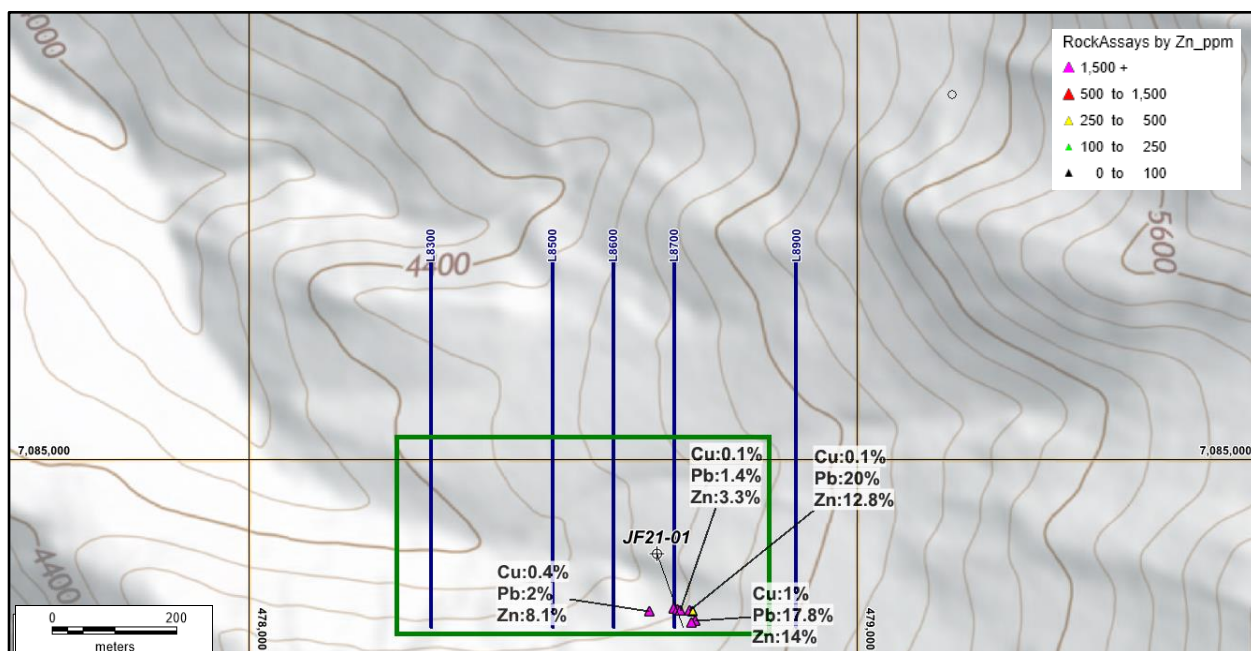 4000
RockAssays by Zn_ppm
1,500 +
500 to 1,500
250 to 500
100 to 250
0 to 100
5600
L8300
L8500
L8600
L8700
L8900
4400
7,085,000
7,085,000
Cu:0.1%
Pb:1.4%
Zn:3.3%
Cu:0.1%
Pb:20%
Zn:12.8%
JF21-01
Cu:0.4%
Pb:2%
Zn:8.1%
Cu:1%
Pb:17.8%
Zn:14%
4400
0 200
meters
478,000
479,000